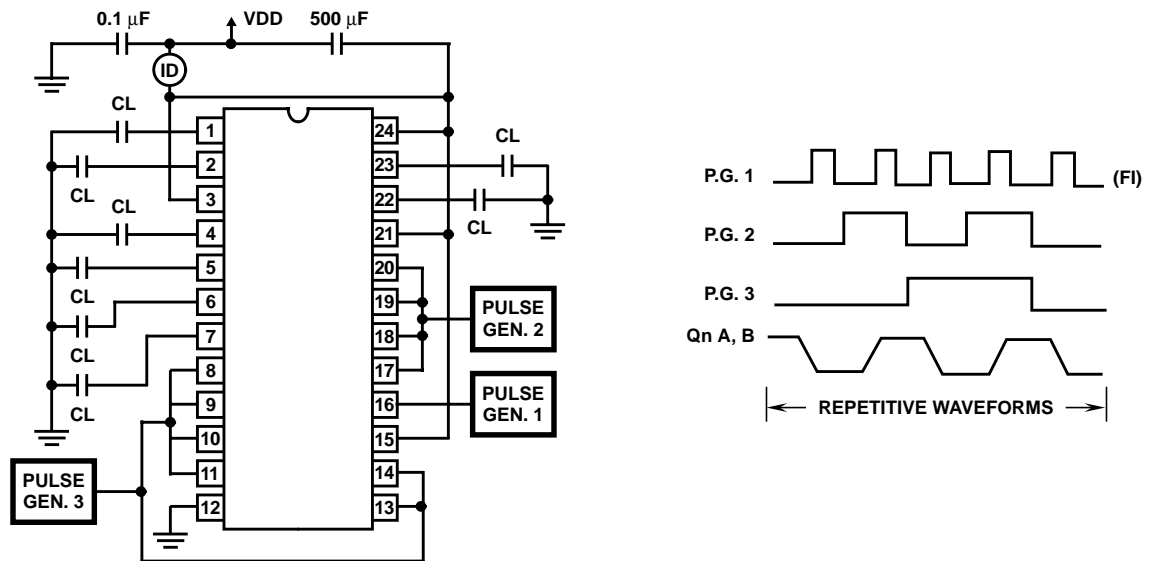 0.1 μF
VDD
500 μF
ID
CL
1
24
CL
2
23
CL
3
22
CL
CL
4
21
5
20
CL
6
19
PULSE
GEN. 2
CL
7
18
8
17
CL
9
16
PULSE
GEN. 1
10
15
11
14
PULSE
GEN. 3
12
13
P.G. 1
(FI)
P.G. 2
P.G. 3
Qn A, B
REPETITIVE WAVEFORMS